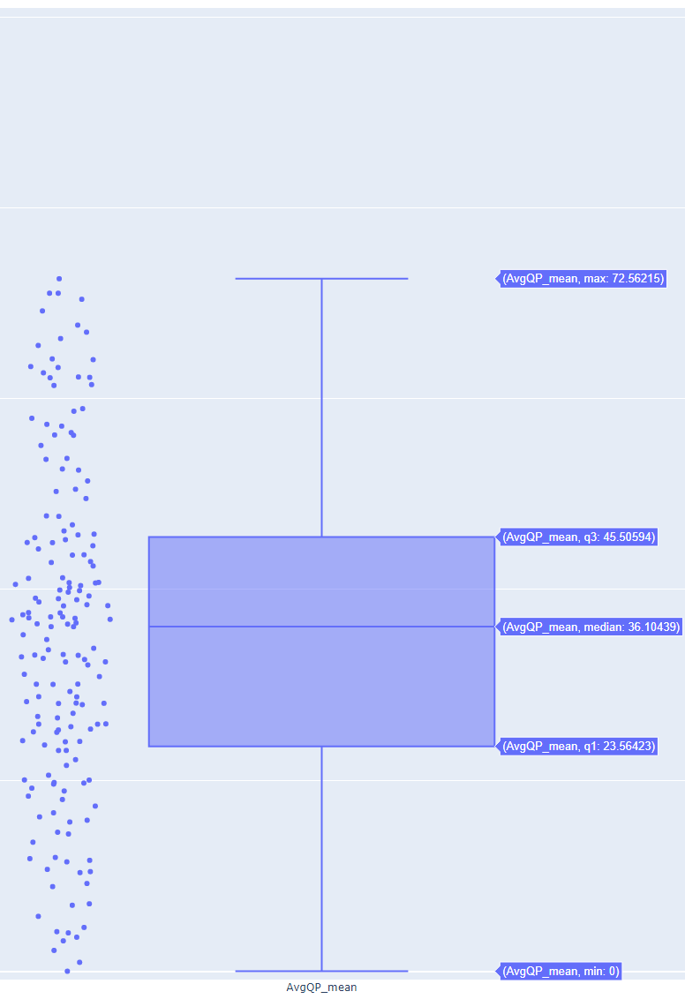 (AvgQP_mean, max: 72.56215)
(AvgQP_mean, q3: 45.50594)
(AvgQP_mean, median: 36.10439)
(AvgQP_mean, q1: 23.56423)
(AvgQP_mean, min: 0)
AvgQP_mean